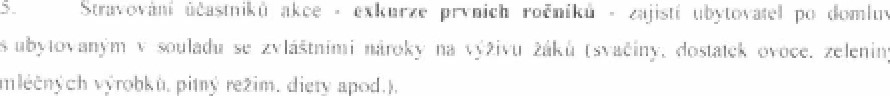 5. Stravování účastníků akce - exkurze prvních ročníků - zajistí ubytovatel po domluv
s ubytovaným v souladu se zvláštními nároky na výživu žáků (svačiny, dostatek ovoce, zeleniny
mléčných výrobků, pitný režim, diety apod.).